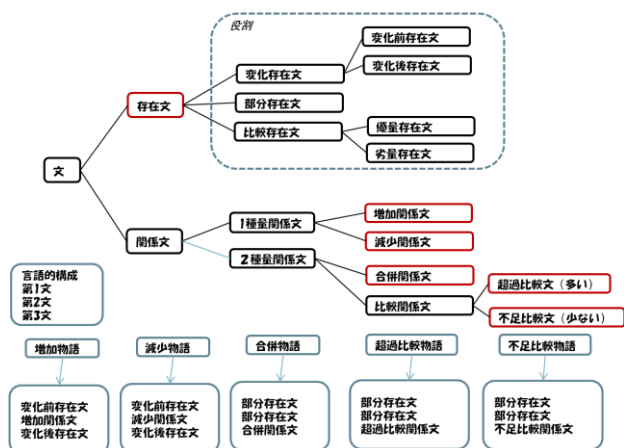 役割
変化前存在文
変化存在文
変化後存在文
存在文
部分存在文
比較存在文
優量存在文
劣量存在文
文
関係文
1種量関係文
増加関係文
減少関係文
2種量関係文
合併関係文
比較関係文
超過比較文（多い）
不足比較文（少ない）
言語的構成
第1文
第2文
第3文
増加物語
減少物語
合併物語
超過比較物語
不足比較物語
変化前存在文
増加関係文
変化後存在文
変化前存在文
減少関係文
変化後存在文
部分存在文
部分存在文
合併関係文
部分存在文
部分存在文
超過比較関係文
部分存在文
部分存在文
不足比較関係文